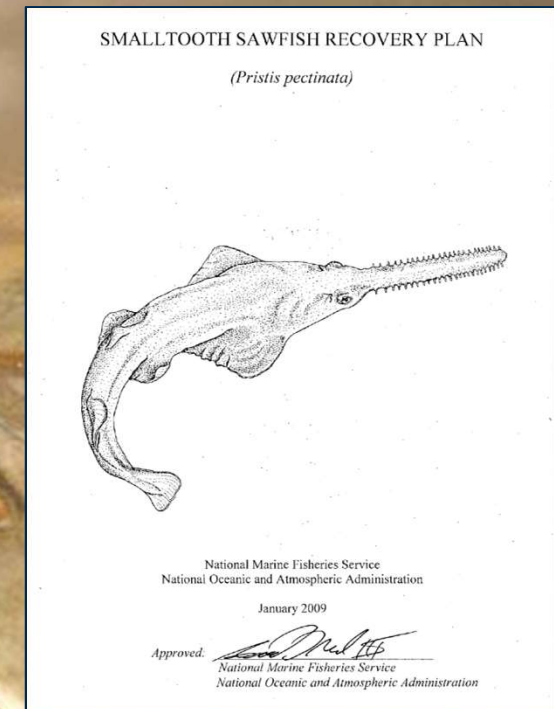 SMALLTOOTH SAWFISH RECOVERY PLAN
(Pristis pectinata)
National Marine Fisheries Service
National Oceanic and Atmospheric Administration
January 2009
Approved:
National Marine Fisheries Service
National Oceanic and Atmospheric Administration